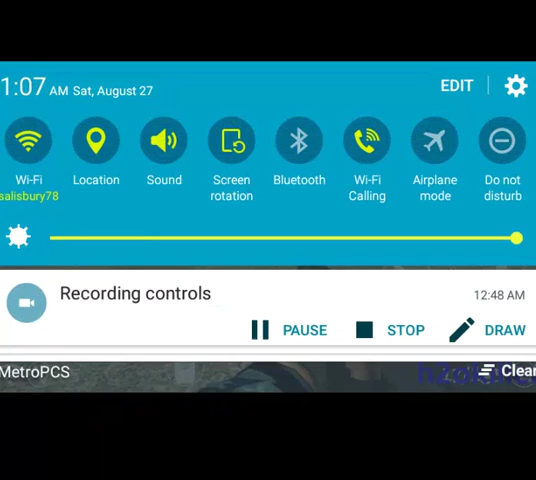 1:07 AM Sat, August 27 EDIT
Wi-Fi Location Sound Screen rotation Bluetooth Wi-Fi Calling Airplane mode Do not disturb
salisbury78
Recording controls 12:48 AM
PAUSE STOP DRAW
MetroPCS Clear